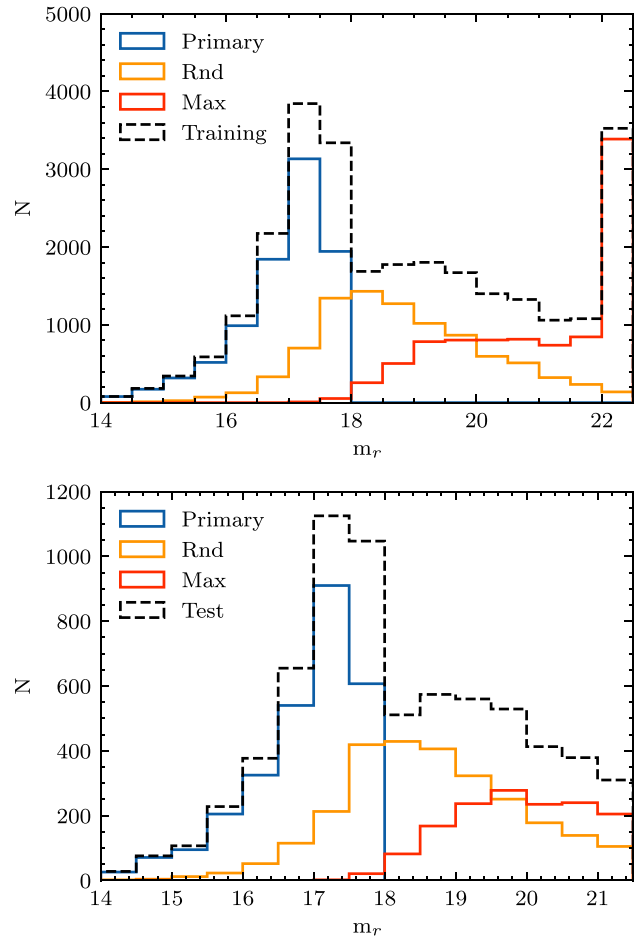 5000
4000
3000
2000
1000
0
N
Primary
Rnd
Max
Training
14 16 18 20 22
m_r
1200
1000
800
600
400
200
0
N
Primary
Rnd
Max
Test
14 15 16 17 18 19 20 21
m_r